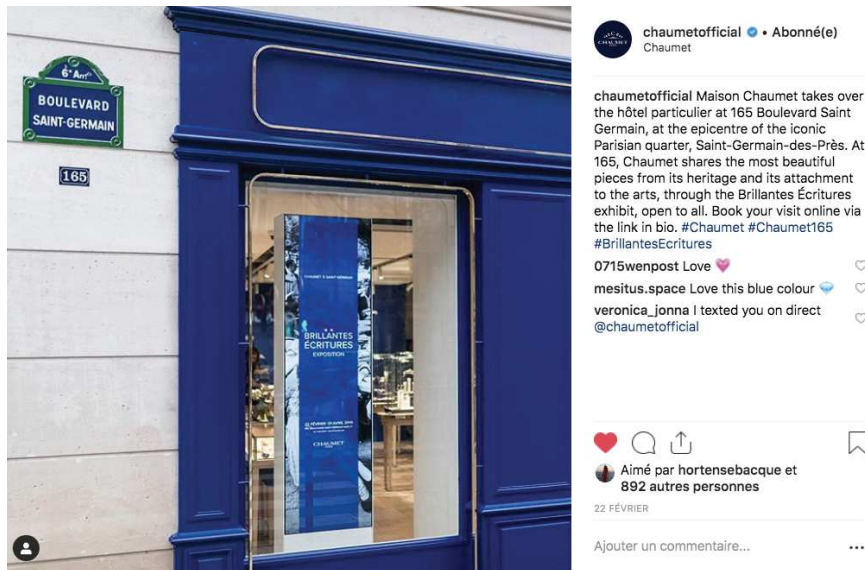 6e Arrt
BOULEVARD
SAINT-GERMAIN
165
CHAUMET À SAINT-GERMAIN
BRILLANTES
ÉCRITURES
EXPOSITION
CHAUMET
PARIS
CHAUMET
chaumetofficial • Abonné(e)
Chaumet
chaumetofficial Maison Chaumet takes over
the hôtel particulier at 165 Boulevard Saint
Germain, at the epicentre of the iconic
Parisian quarter, Saint-Germain-des-Près. At
165, Chaumet shares the most beautiful
pieces from its heritage and its attachment
to the arts, through the Brillantes Écritures
exhibit, open to all. Book your visit online via
the link in bio. #Chaumet #Chaumet165
#BrillantesEcritures
0715wenpost Love 💗
mesitus.space Love this blue colour 💎
veronica_jonna I texted you on direct
@chaumetofficial
Aimé par hortensebacque et
892 autres personnes
22 FÉVRIER
Ajouter un commentaire...